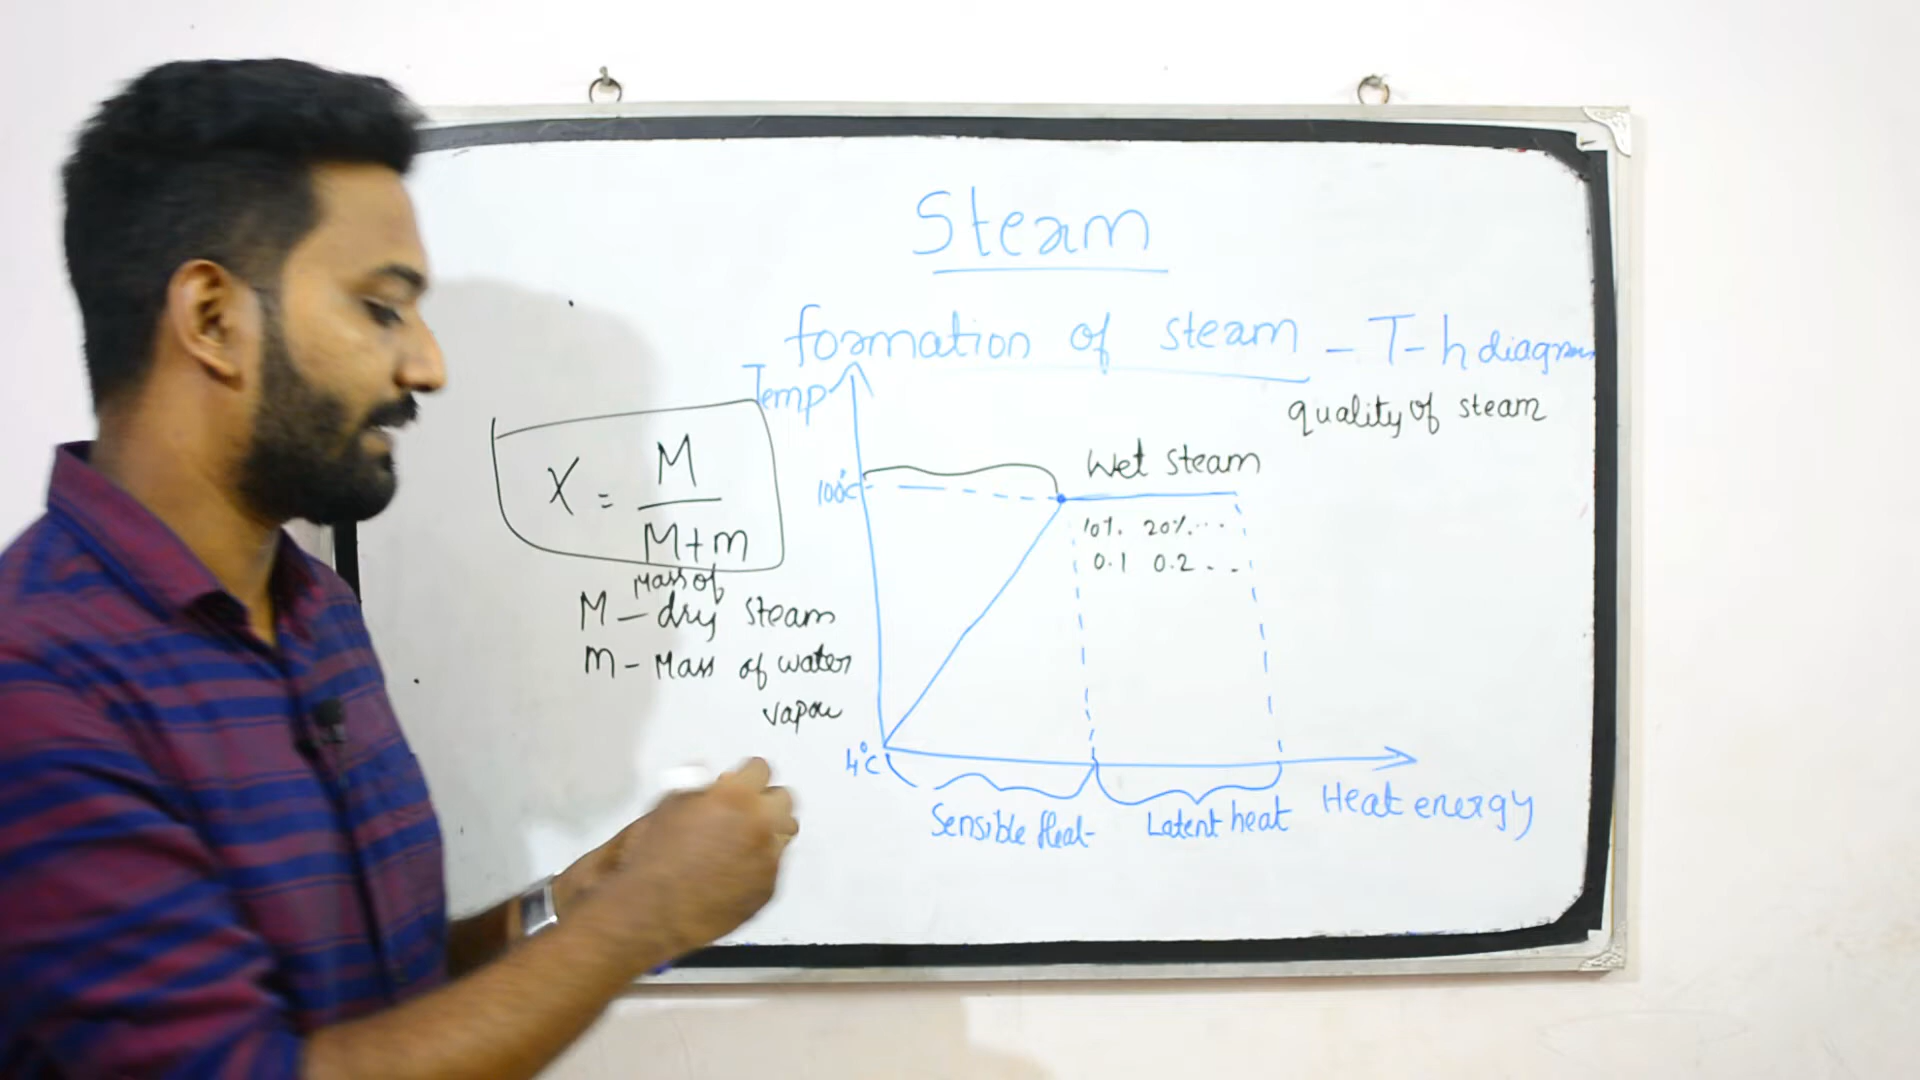 Steam
formation of steam - T-h diagram
quality of steam
Temp
Wet steam
100°C
10%. 20%. ...
0.1 0.2 ...
X = M / M+m
Mass of
M - dry steam
m - Mass of water
vapou
4°C
Sensible Heat
Latent heat
Heat energy